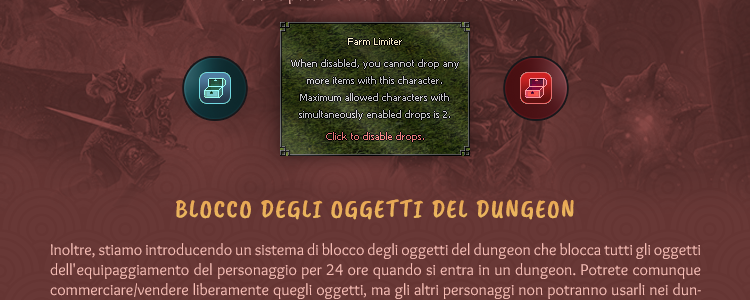 Farm Limiter
When disabled, you cannot drop any
more items with this character.
Maximum allowed characters with
simultaneously enabled drops is 2.
Click to disable drops.
BLOCCO DEGLI OGGETTI DEL DUNGEON
Inoltre, stiamo introducendo un sistema di blocco degli oggetti del dungeon che blocca tutti gli oggetti
dell'equipaggiamento del personaggio per 24 ore quando si entra in un dungeon. Potrete comunque
commerciare/vendere liberamente quegli oggetti, ma gli altri personaggi non potranno usarli nei dun-